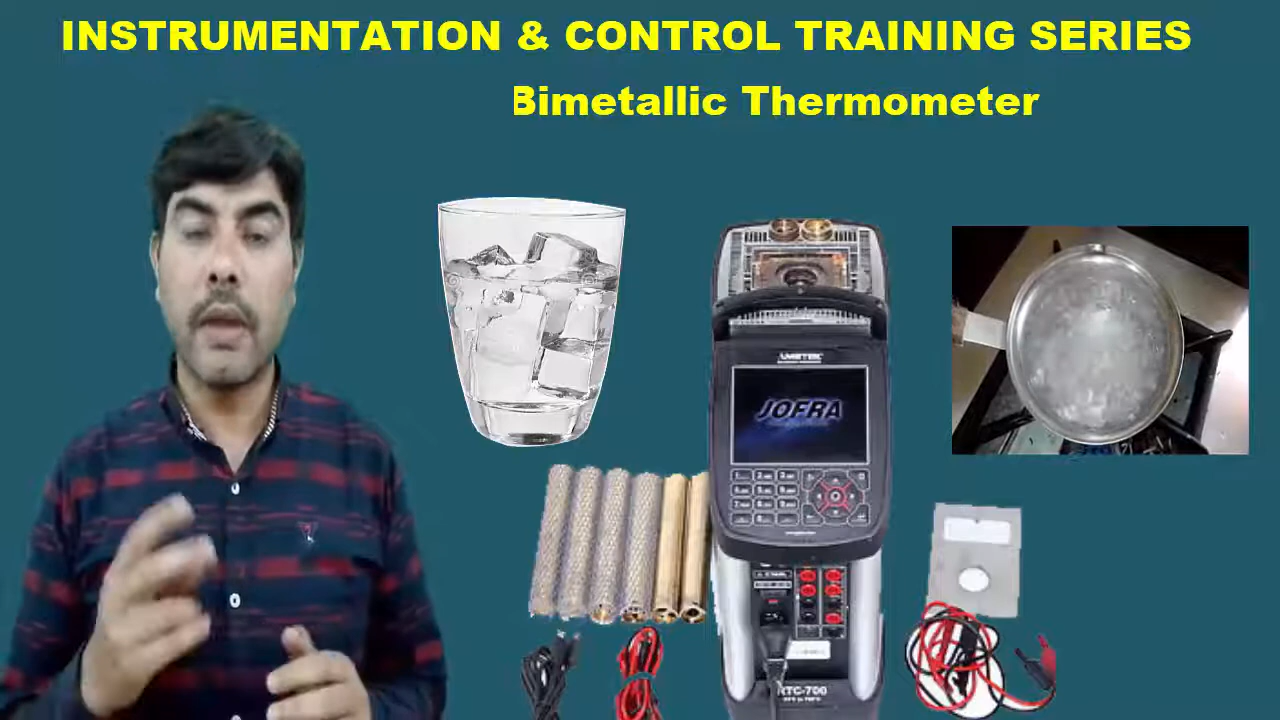 INSTRUMENTATION & CONTROL TRAINING SERIES
Bimetallic Thermometer
AMETEK
JOFRA
RTC-700